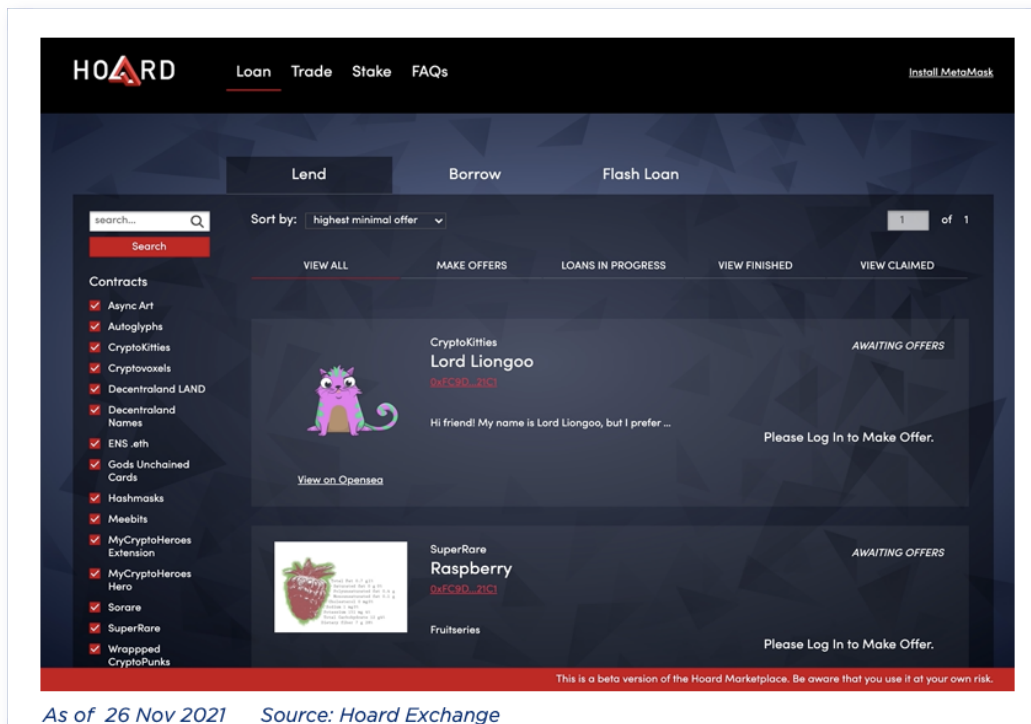 HOARD
Loan Trade Stake FAQs
Install MetaMask
Lend Borrow Flash Loan
search...
Search
Sort by: highest minimal offer
1 of 1
VIEW ALL MAKE OFFERS LOANS IN PROGRESS VIEW FINISHED VIEW CLAIMED
Contracts
Async Art
Autoglyphs
CryptoKitties
Cryptovoxels
Decentraland LAND
Decentraland
Names
ENS .eth
Gods Unchained
Cards
Hashmasks
Meebits
MyCryptoHeroes
Extension
MyCryptoHeroes
Hero
Sorare
SuperRare
Wrappped
CryptoPunks
CryptoKitties
Lord Liongoo
0xFC9D...21C1
Hi friend! My name is Lord Liongoo, but I prefer ...
AWAITING OFFERS
Please Log In to Make Offer.
View on Opensea
SuperRare
Raspberry
0xFC9D...21C1
Fruitseries
AWAITING OFFERS
Please Log In to Make Offer.
This is a beta version of the Hoard Marketplace. Be aware that you use it at your own risk.
As of 26 Nov 2021 Source: Hoard Exchange